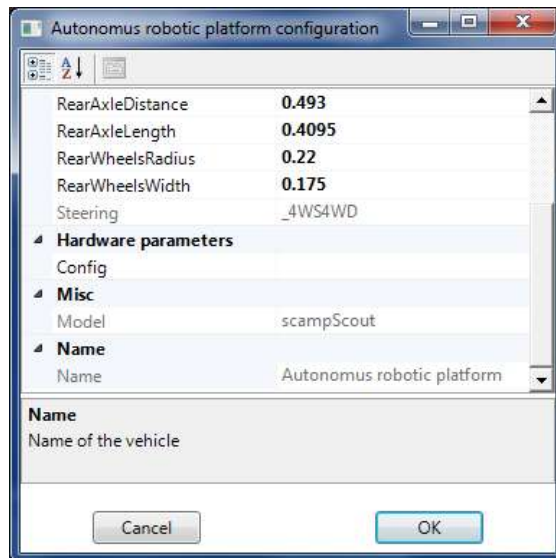 Autonomus robotic platform configuration
RearAxleDistance 0.493
RearAxleLength 0.4095
RearWheelsRadius 0.22
RearWheelsWidth 0.175
Steering _4WS4WD
Hardware parameters
Config
Misc
Model scampScout
Name
Name Autonomus robotic platform
Name
Name of the vehicle
Cancel OK